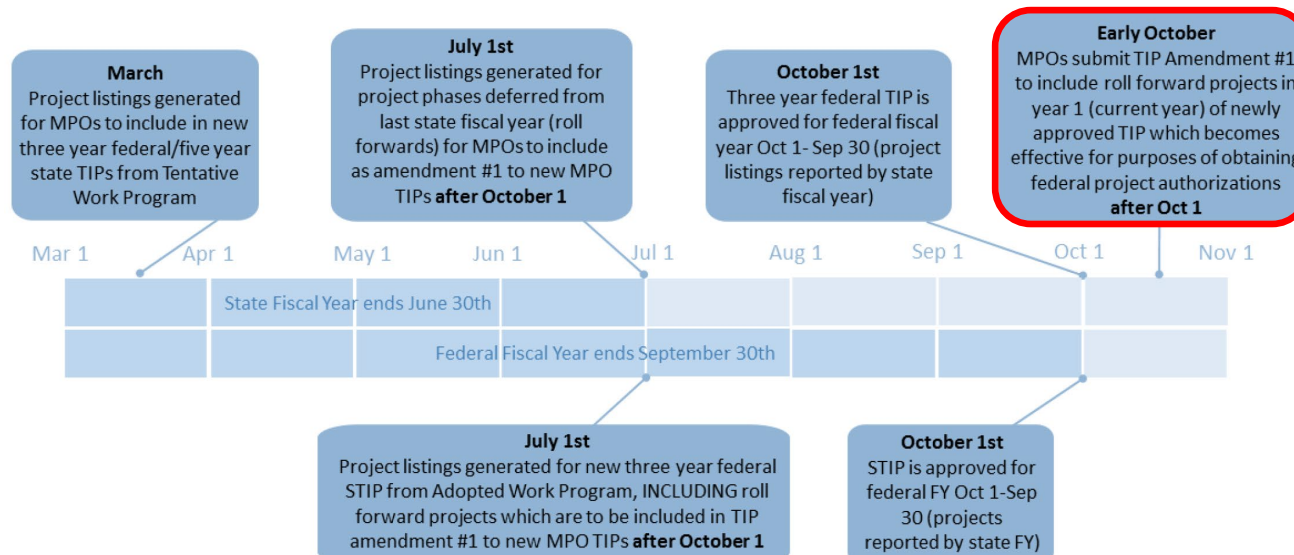 March
Project listings generated
for MPOs to include in new
three year federal/five year
state TIPs from Tentative
Work Program
July 1st
Project listings generated for
project phases deferred from
last state fiscal year (roll
forwards) for MPOs to include
as amendment #1 to new MPO
TIPs after October 1
October 1st
Three year federal TIP is
approved for federal fiscal
year Oct 1- Sep 30 (project
listings reported by state
fiscal year)
Early October
MPOs submit TIP Amendment #1
to include roll forward projects in
year 1 (current year) of newly
approved TIP which becomes
effective for purposes of obtaining
federal project authorizations
after Oct 1
Mar 1
Apr 1
May 1
Jun 1
Jul 1
Aug 1
Sep 1
Oct 1
Nov 1
State Fiscal Year ends June 30th
Federal Fiscal Year ends September 30th
July 1st
Project listings generated for new three year federal
STIP from Adopted Work Program, INCLUDING roll
forward projects which are to be included in TIP
amendment #1 to new MPO TIPs after October 1
October 1st
STIP is approved for
federal FY Oct 1-Sep
30 (projects
reported by state FY)